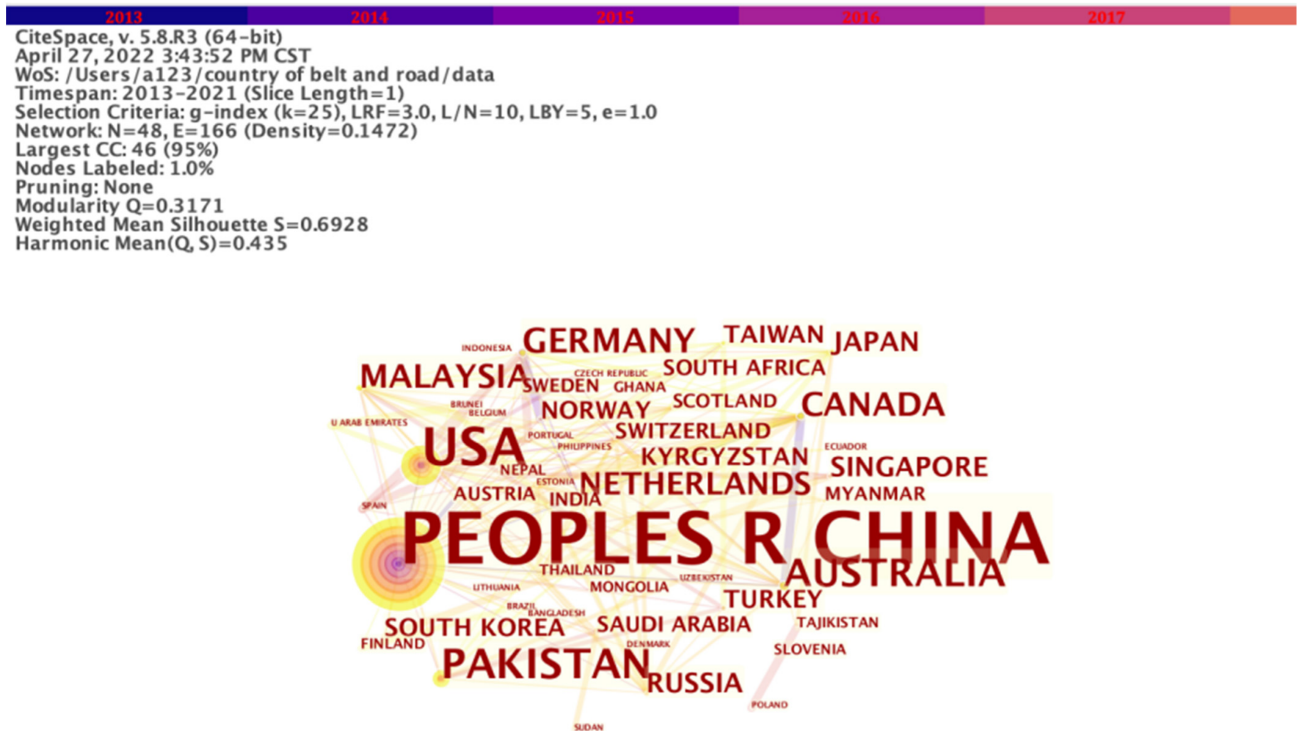 2013 2014 2015 2016 2017
CiteSpace, v. 5.8.R3 (64-bit)
April 27, 2022 3:43:52 PM CST
WoS: /Users/a123/country of belt and road/data
Timespan: 2013-2021 (Slice Length=1)
Selection Criteria: g-index (k=25), LRF=3.0, L/N=10, LBY=5, e=1.0
Network: N=48, E=166 (Density=0.1472)
Largest CC: 46 (95%)
Nodes Labeled: 1.0%
Pruning: None
Modularity Q=0.3171
Weighted Mean Silhouette S=0.6928
Harmonic Mean(Q, S)=0.435
INDONESIA GERMANY TAIWAN JAPAN
MALAYSIA CZECH REPUBLIC SOUTH AFRICA
SWEDEN GHANA
BRUNEI NORWAY SCOTLAND CANADA
BELGIUM
U ARAB EMIRATES PORTUGAL SWITZERLAND
USA PHILIPPINES KYRGYZSTAN ECUADOR
NEPAL SINGAPORE
ESTONIA NETHERLANDS
AUSTRIA INDIA MYANMAR
SPAIN
PEOPLES R CHINA
THAILAND AUSTRALIA
LITHUANIA MONGOLIA UZBEKISTAN
BRAZIL TURKEY
BANGLADESH
SOUTH KOREA SAUDI ARABIA TAJIKISTAN
FINLAND DENMARK SLOVENIA
PAKISTAN
RUSSIA
POLAND
SUDAN